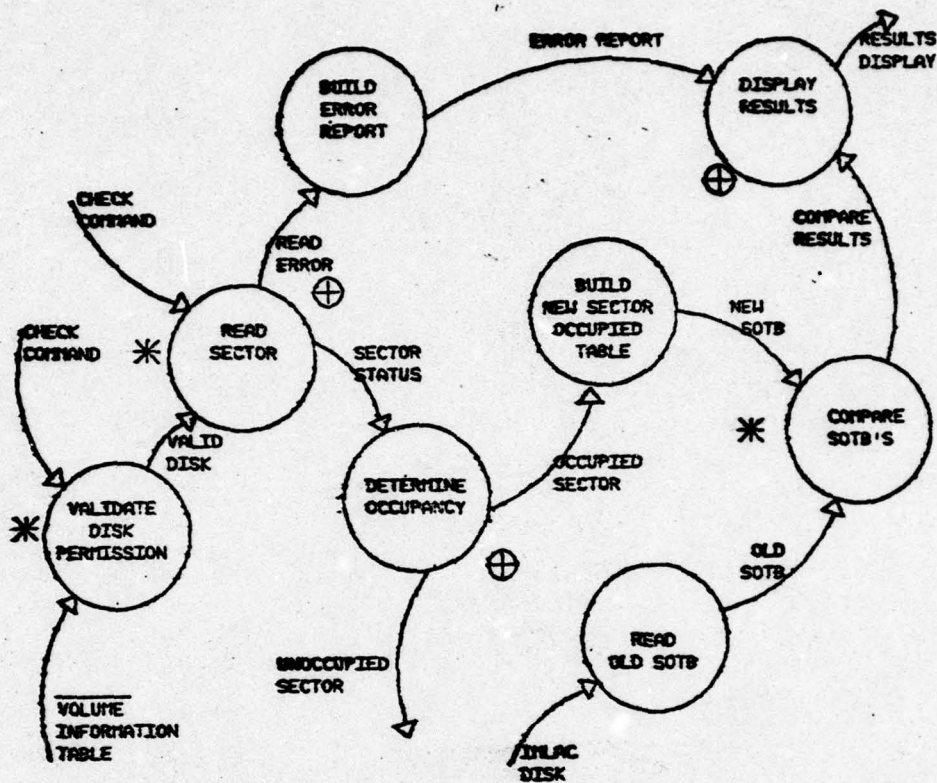 ERROR REPORT
RESULTS
DISPLAY
BUILD
ERROR
REPORT
DISPLAY
RESULTS
CHECK
COMMAND
READ
ERROR
COMPARE
RESULTS
CHECK
COMMAND
READ
SECTOR
SECTOR
STATUS
BUILD
NEW SECTOR
OCCUPIED
TABLE
NEW
SOTB
VALID
DISK
COMPARE
SOTB'S
VALIDATE
DISK
PERMISSION
DETERMINE
OCCUPANCY
OCCUPIED
SECTOR
OLD
SOTB
UNOCCUPIED
SECTOR
READ
OLD SOTB
VOLUME
INFORMATION
TABLE
IMLAC
DISK